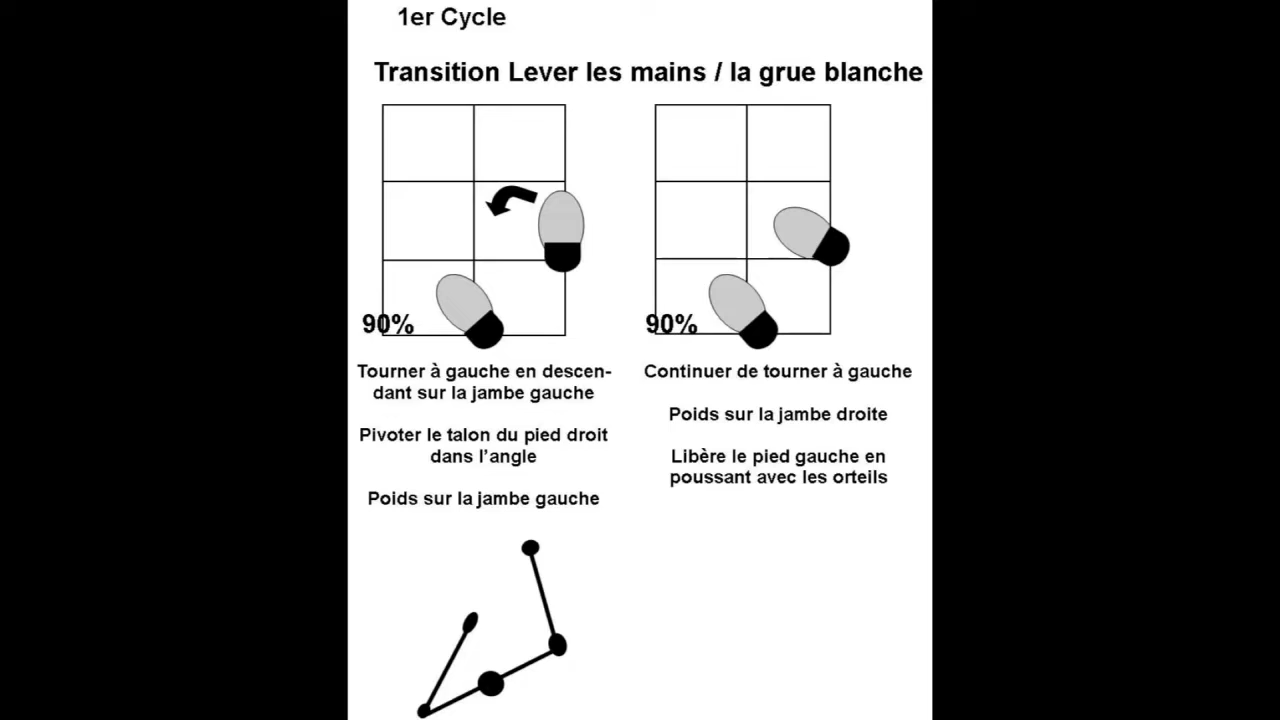 1er Cycle
Transition Lever les mains / la grue blanche
90%
90%
Tourner à gauche en descen-
dant sur la jambe gauche
Pivoter le talon du pied droit
dans l'angle
Poids sur la jambe gauche
Continuer de tourner à gauche
Poids sur la jambe droite
Libère le pied gauche en
poussant avec les orteils